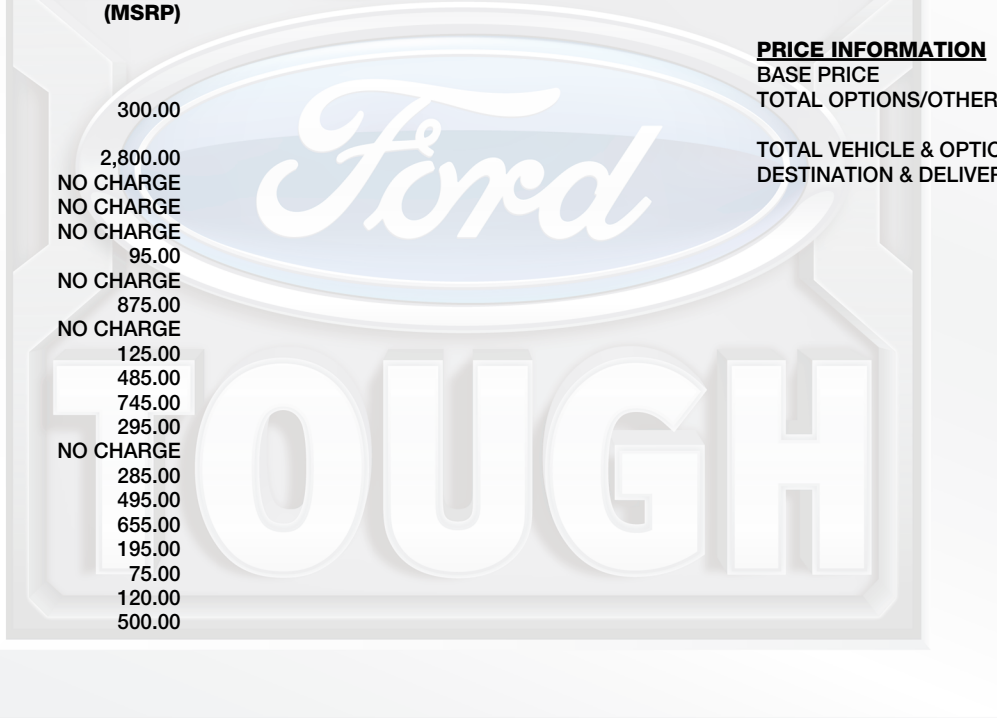 (MSRP)
300.00
2,800.00
NO CHARGE
NO CHARGE
NO CHARGE
95.00
NO CHARGE
875.00
NO CHARGE
125.00
485.00
745.00
295.00
NO CHARGE
285.00
495.00
655.00
195.00
75.00
120.00
500.00
PRICE INFORMATION
BASE PRICE
TOTAL OPTIONS/OTHER
TOTAL VEHICLE & OPTIO
DESTINATION & DELIVER
Ford
TOUGH